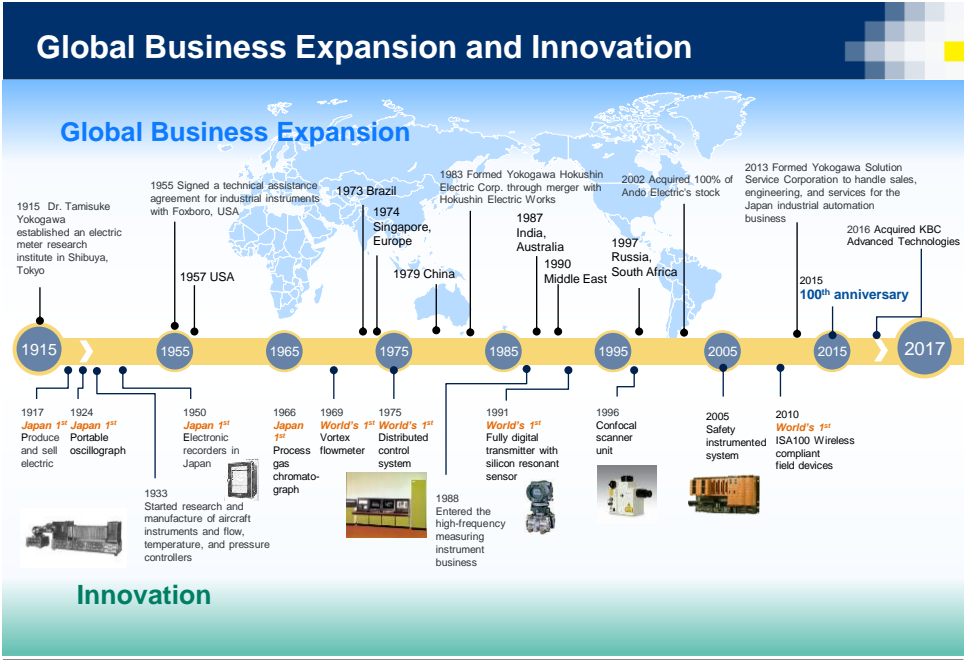 Global Business Expansion and Innovation
Global Business Expansion
1915 Dr. Tamisuke
Yokogawa
established an electric
meter research
institute in Shibuya,
Tokyo
1955 Signed a technical assistance
agreement for industrial instruments
with Foxboro, USA
1957 USA
1973 Brazil
1974
Singapore,
Europe
1979 China
1983 Formed Yokogawa Hokushin
Electric Corp. through merger with
Hokushin Electric Works
1987
India,
Australia
1990
Middle East
1997
Russia,
South Africa
2002 Acquired 100% of
Ando Electric's stock
2013 Formed Yokogawa Solution
Service Corporation to handle sales,
engineering, and services for the
Japan industrial automation
business
2015
100th anniversary
2016 Acquired KBC
Advanced Technologies
1915
1955
1965
1975
1985
1995
2005
2015
2017
1917
Japan 1st
Produce
and sell
electric
1924
Japan 1st
Portable
oscillograph
1933
Started research and
manufacture of aircraft
instruments and flow,
temperature, and pressure
controllers
1950
Japan 1st
Electronic
recorders in
Japan
1966
Japan
1st
Process
gas
chromato-
graph
1969
World's 1st
Vortex
flowmeter
1975
World's 1st
Distributed
control
system
1988
Entered the
high-frequency
measuring
instrument
business
1991
World's 1st
Fully digital
transmitter with
silicon resonant
sensor
1996
Confocal
scanner
unit
2005
Safety
instrumented
system
2010
World's 1st
ISA100 Wireless
compliant
field devices
Innovation